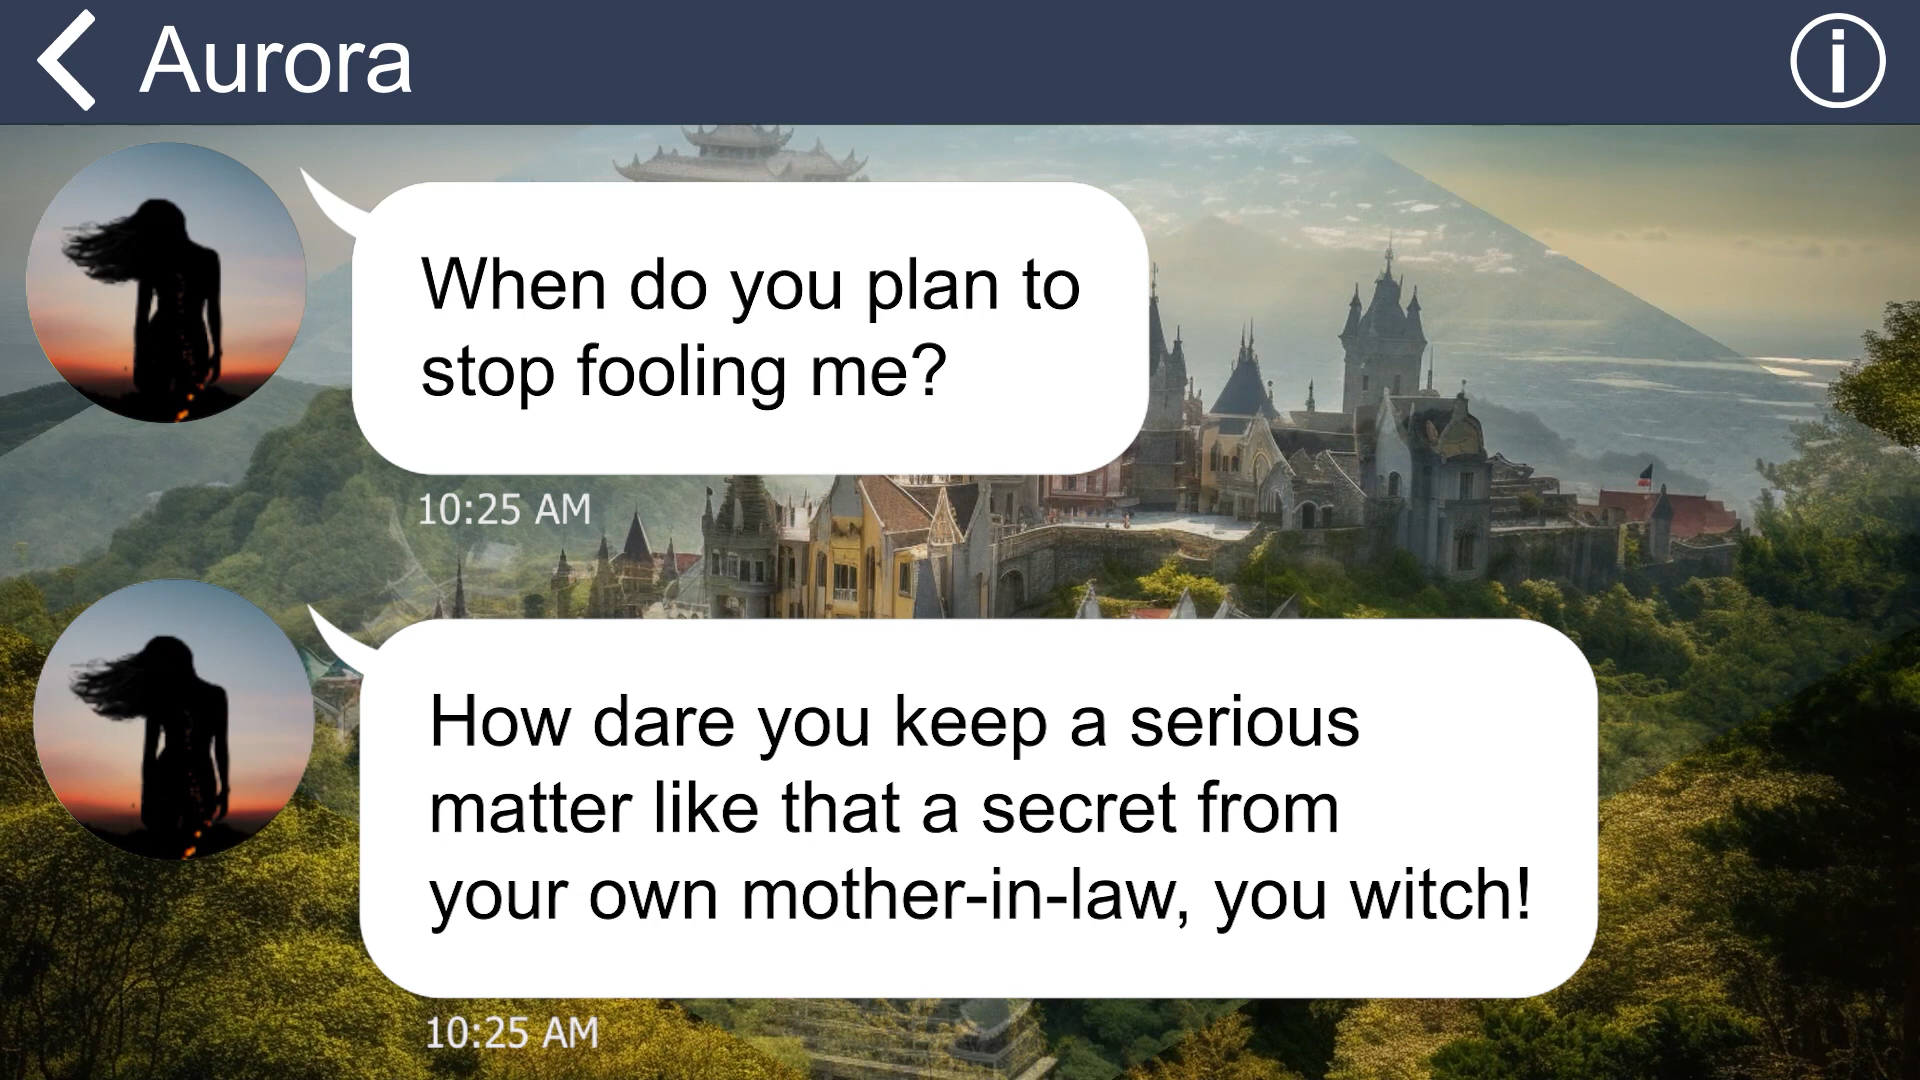 Aurora
When do you plan to
stop fooling me?
10:25 AM
How dare you keep a serious
matter like that a secret from
your own mother-in-law, you witch!
10:25 AM